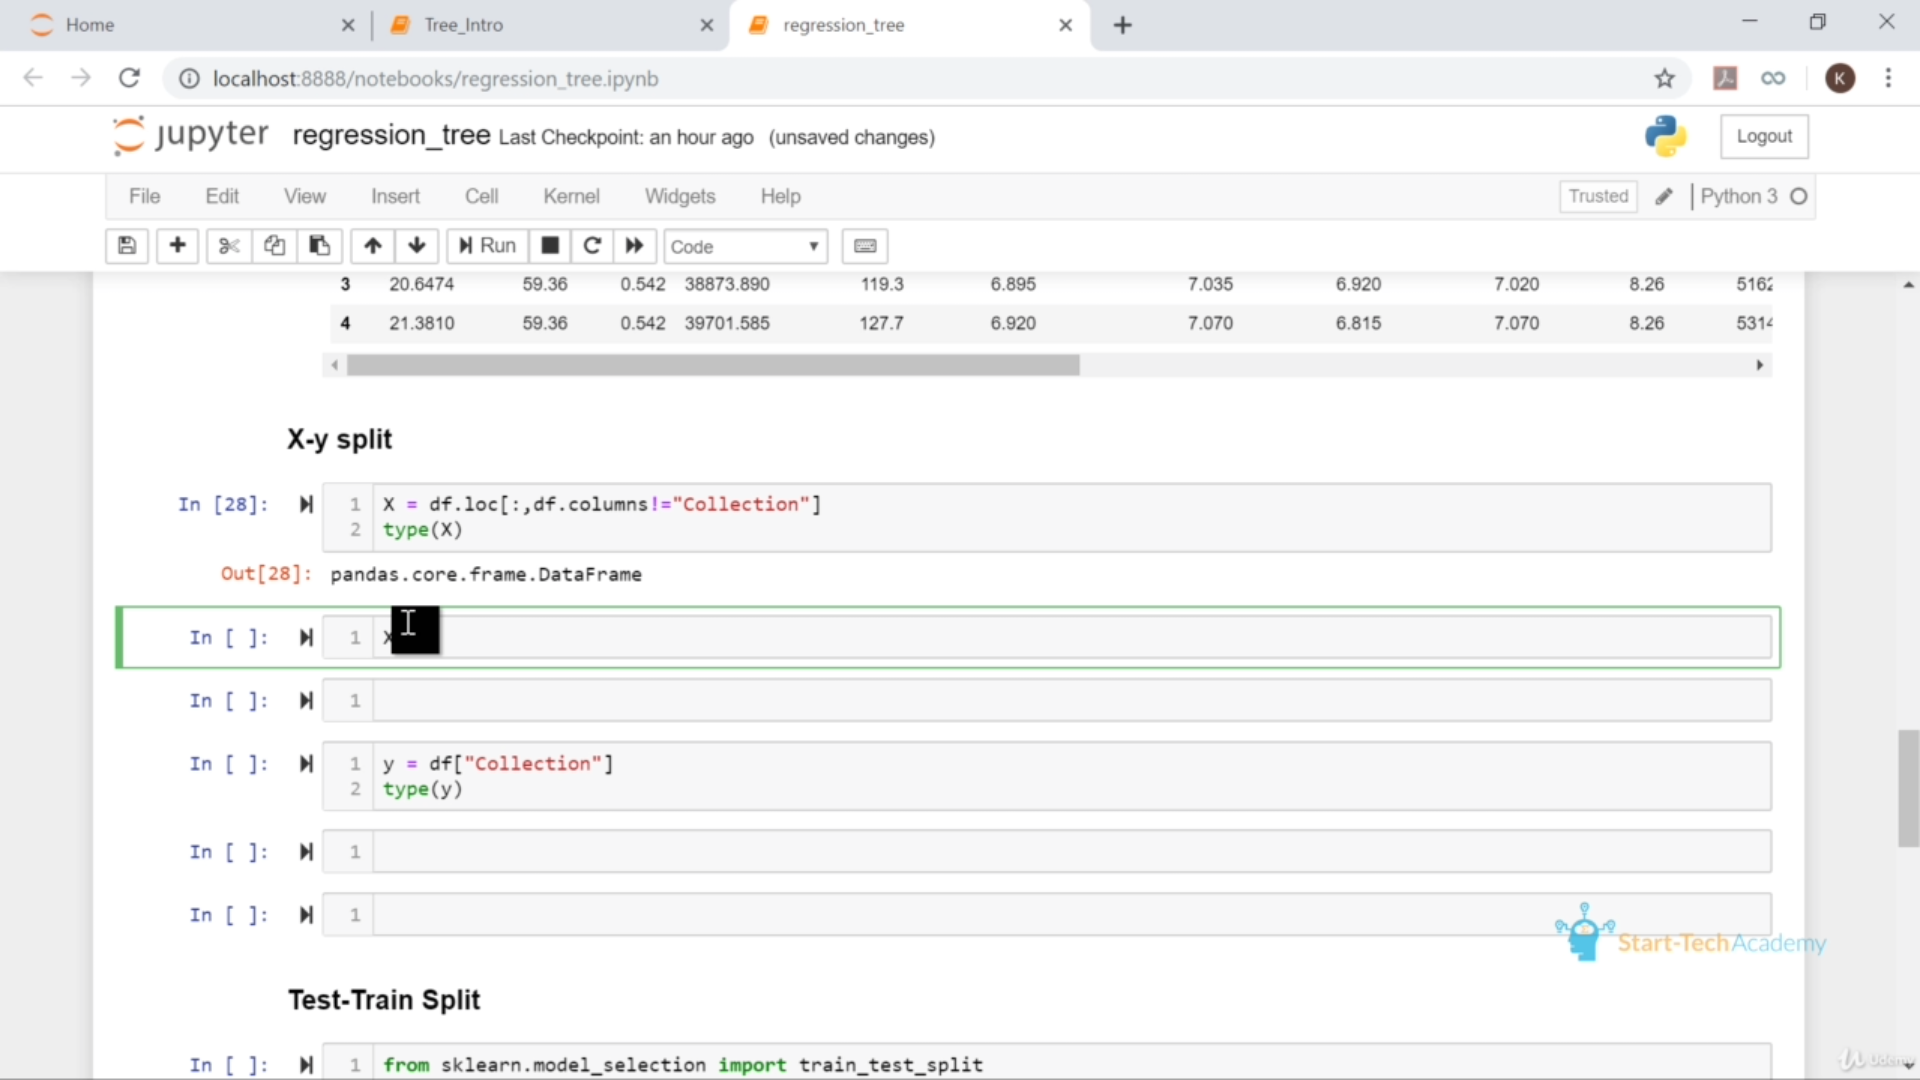 Home
Tree_Intro
regression_tree
localhost:8888/notebooks/regression_tree.ipynb
K
jupyter regression_tree Last Checkpoint: an hour ago (unsaved changes)
Logout
File Edit View Insert Cell Kernel Widgets Help
Trusted Python 3
Run Code
3 20.6474 59.36 0.542 38873.890 119.3 6.895 7.035 6.920 7.020 8.26 5162
4 21.3810 59.36 0.542 39701.585 127.7 6.920 7.070 6.815 7.070 8.26 5314
X-y split
In [28]: 1 X = df.loc[:,df.columns!="Collection"]
2 type(X)
Out[28]: pandas.core.frame.DataFrame
In [ ]: 1 X
In [ ]: 1
In [ ]: 1 y = df["Collection"]
2 type(y)
In [ ]: 1
In [ ]: 1
Start-TechAcademy
Test-Train Split
In [ ]: 1 from sklearn.model_selection import train_test_split
Udemy